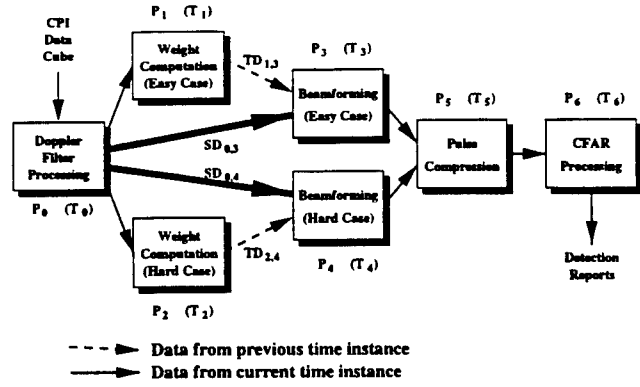 CPI
Data
Cube
P₁ (T₁)
Weight
Computation
(Easy Case)
TD₁,₃
P₃ (T₃)
Beamforming
(Easy Case)
P₅ (T₅)
P₆ (T₆)
Doppler
Filter
Processing
SD₀,₃
SD₀,₄
Pulse
Compression
CFAR
Processing
P₀ (T₀)
Beamforming
(Hard Case)
Weight
Computation
(Hard Case)
TD₂,₄
P₄ (T₄)
Detection
Reports
P₂ (T₂)
Data from previous time instance
Data from current time instance